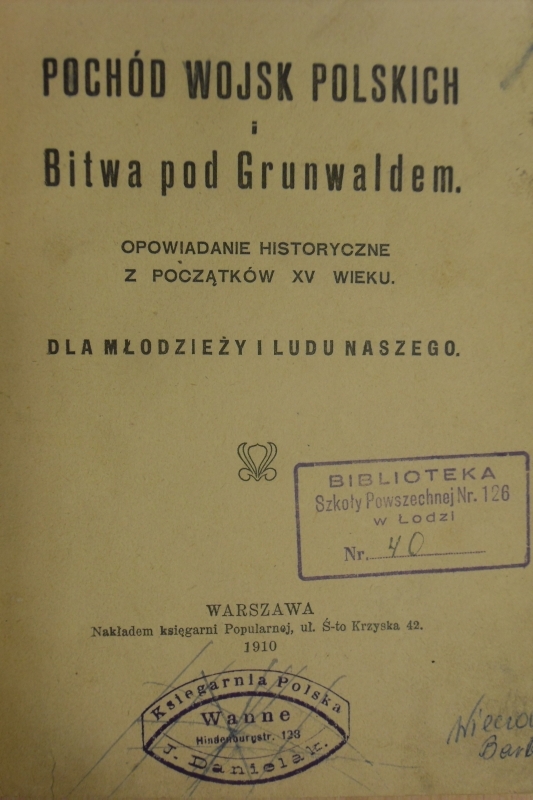 POCHÓD WOJSK POLSKICH
i
Bitwa pod Grunwaldem.
OPOWIADANIE HISTORYCZNE
Z POCZĄTKÓW XV WIEKU.
DLA MŁODZIEŻY I LUDU NASZEGO.
BIBLIOTEKA
Szkoły Powszechnej Nr. 126
w Łodzi
Nr. 40
WARSZAWA
Nakładem księgarni Popularnej, ul. Ś-to Krzyska 42.
1910
Księgarnia Polska
Wanne
Hindenburgstr. 123
J. Danielak.